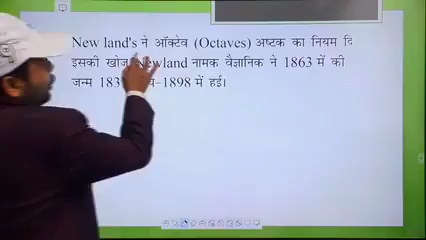 New land's ने ऑक्टेव (Octaves) अष्टक का नियम दि
इसकी खोज Newland नामक वैज्ञानिक ने 1863 में की
जन्म 183 –1898 में हुई।